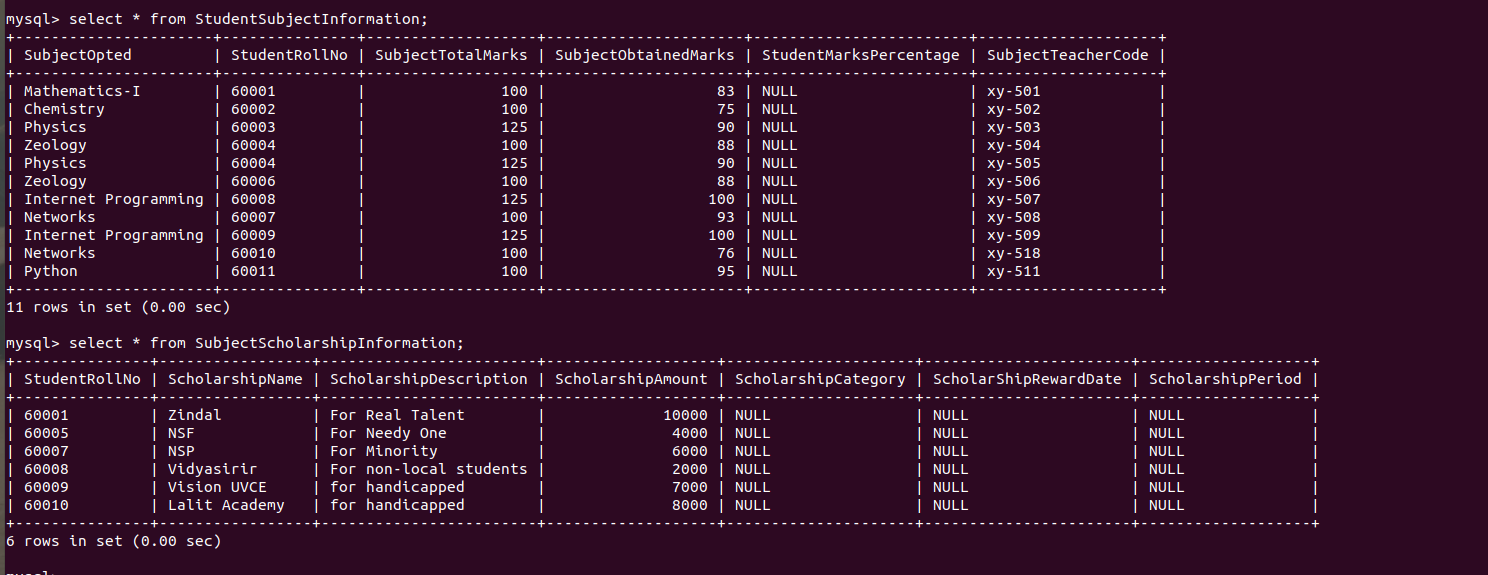 mysql> select * from StudentSubjectInformation;
+----------------------+---------------+-------------------+----------------------+------------------------+--------------------+
| SubjectOpted         | StudentRollNo | SubjectTotalMarks | SubjectObtainedMarks | StudentMarksPercentage | SubjectTeacherCode |
+----------------------+---------------+-------------------+----------------------+------------------------+--------------------+
| Mathematics-I        | 60001         |               100 |                   83 | NULL                   | xy-501             |
| Chemistry            | 60002         |               100 |                   75 | NULL                   | xy-502             |
| Physics              | 60003         |               125 |                   90 | NULL                   | xy-503             |
| Zeology              | 60004         |               100 |                   88 | NULL                   | xy-504             |
| Physics              | 60004         |               125 |                   90 | NULL                   | xy-505             |
| Zeology              | 60006         |               100 |                   88 | NULL                   | xy-506             |
| Internet Programming | 60008         |               125 |                  100 | NULL                   | xy-507             |
| Networks             | 60007         |               100 |                   93 | NULL                   | xy-508             |
| Internet Programming | 60009         |               125 |                  100 | NULL                   | xy-509             |
| Networks             | 60010         |               100 |                   76 | NULL                   | xy-518             |
| Python               | 60011         |               100 |                   95 | NULL                   | xy-511             |
+----------------------+---------------+-------------------+----------------------+------------------------+--------------------+
11 rows in set (0.00 sec)
mysql> select * from SubjectScholarshipInformation;
+---------------+-----------------+------------------------+-------------------+---------------------+-----------------------+-------------------+
| StudentRollNo | ScholarshipName | ScholarshipDescription | ScholarshipAmount | ScholarshipCategory | ScholarShipRewardDate | ScholarshipPeriod |
+---------------+-----------------+------------------------+-------------------+---------------------+-----------------------+-------------------+
| 60001         | Zindal          | For Real Talent        |             10000 | NULL                | NULL                  | NULL              |
| 60005         | NSF             | For Needy One          |              4000 | NULL                | NULL                  | NULL              |
| 60007         | NSP             | For Minority           |              6000 | NULL                | NULL                  | NULL              |
| 60008         | Vidyasirir      | For non-local students |              2000 | NULL                | NULL                  | NULL              |
| 60009         | Vision UVCE     | for handicapped        |              7000 | NULL                | NULL                  | NULL              |
| 60010         | Lalit Academy   | for handicapped        |              8000 | NULL                | NULL                  | NULL              |
+---------------+-----------------+------------------------+-------------------+---------------------+-----------------------+-------------------+
6 rows in set (0.00 sec)
mysql>